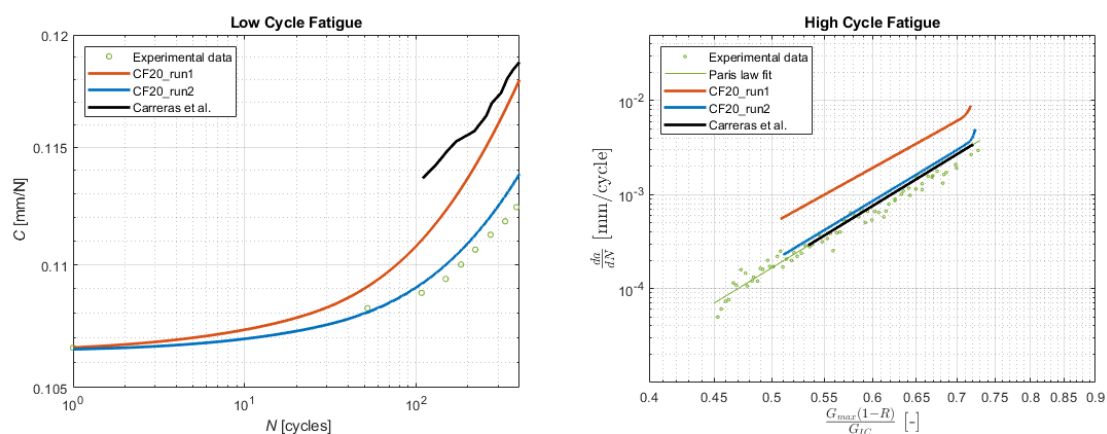 Low Cycle Fatigue
0.12
0.115
0.11
0.105
C [mm/N]
Experimental data
CF20_run1
CF20_run2
Carreras et al.
10^0
10^1
10^2
N [cycles]
High Cycle Fatigue
10^-2
10^-3
10^-4
da/dN [mm/cycle]
Experimental data
Paris law fit
CF20_run1
CF20_run2
Carreras et al.
0.4 0.45 0.5 0.55 0.6 0.65 0.7 0.75 0.8 0.85 0.9
G_max(1−R)/G_IC [-]